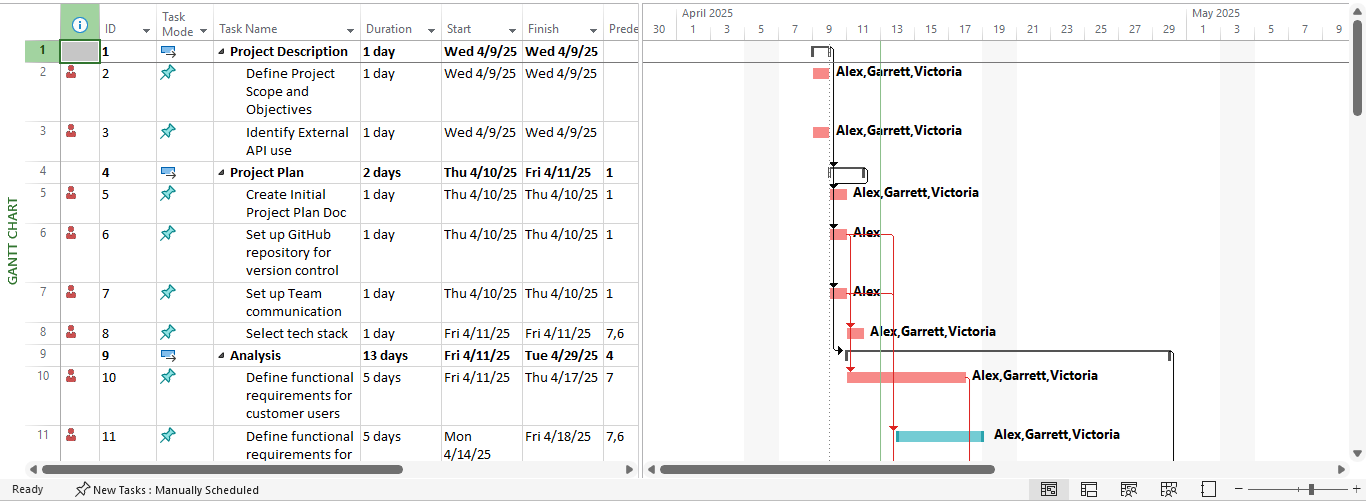 April 2025 May 2025
30 1 3 5 7 9 11 13 15 17 19 21 23 25 27 29 1 3 5 7 9
ID Task Mode Task Name Duration Start Finish Prede
1 1 Project Description 1 day Wed 4/9/25 Wed 4/9/25
2 2 Define Project 1 day Wed 4/9/25 Wed 4/9/25 Alex,Garrett,Victoria
Scope and
Objectives
3 3 Identify External 1 day Wed 4/9/25 Wed 4/9/25 Alex,Garrett,Victoria
API use
4 4 Project Plan 2 days Thu 4/10/25 Fri 4/11/25 1
5 5 Create Initial 1 day Thu 4/10/25 Thu 4/10/25 1 Alex,Garrett,Victoria
Project Plan Doc
6 6 Set up GitHub 1 day Thu 4/10/25 Thu 4/10/25 1 Alex
repository for
version control
7 7 Set up Team 1 day Thu 4/10/25 Thu 4/10/25 1 Alex
communication
8 8 Select tech stack 1 day Fri 4/11/25 Fri 4/11/25 7,6 Alex,Garrett,Victoria
9 9 Analysis 13 days Fri 4/11/25 Tue 4/29/25 4
10 10 Define functional 5 days Fri 4/11/25 Thu 4/17/25 7 Alex,Garrett,Victoria
requirements for
customer users
11 11 Define functional 5 days Mon Fri 4/18/25 7,6 Alex,Garrett,Victoria
requirements for 4/14/25
GANTT CHART
Ready New Tasks : Manually Scheduled